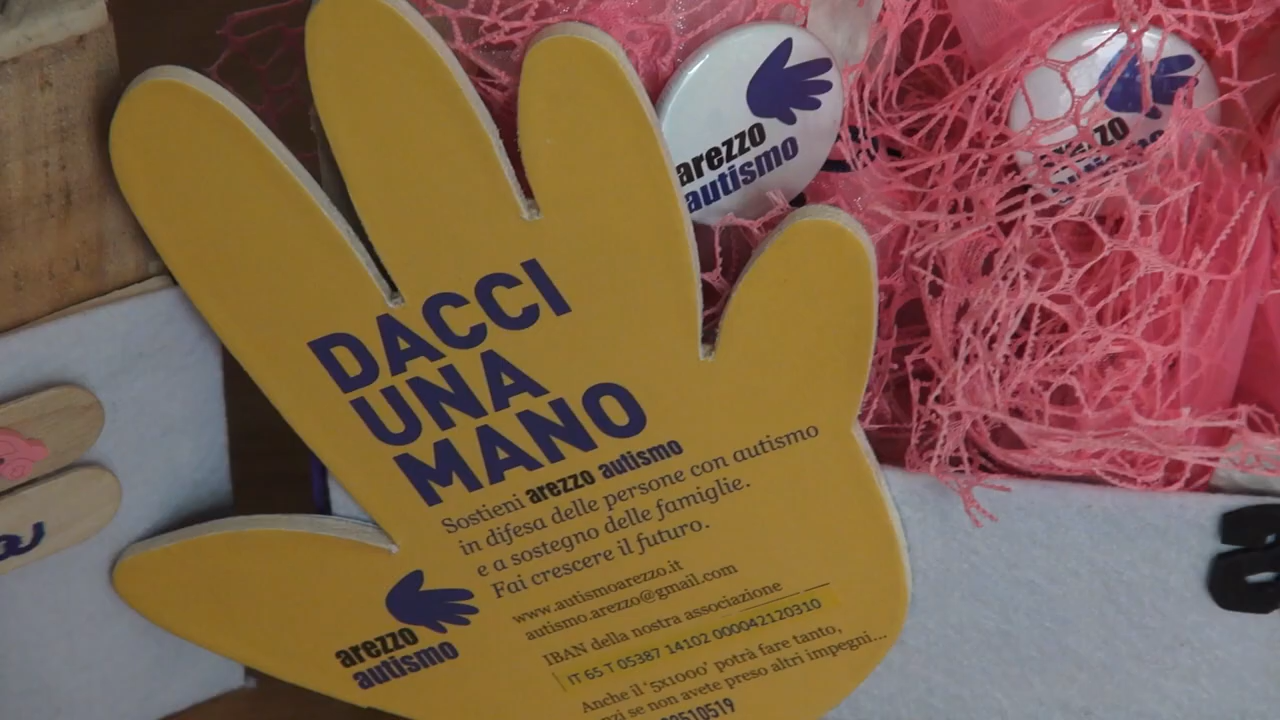 arezzo
autismo
DACCI
UNA
MANO
Sostieni arezzo autismo
in difesa delle persone con autismo
e a sostegno delle famiglie.
Fai crescere il futuro.
www.autismoarezzo.it
autismo.arezzo@gmail.com
IBAN della nostra associazione
IT 65 T 05387 14102 000042120310
Anche il '5x1000' potrà fare tanto,
se non avete preso altri impegni...
arezzo
autismo